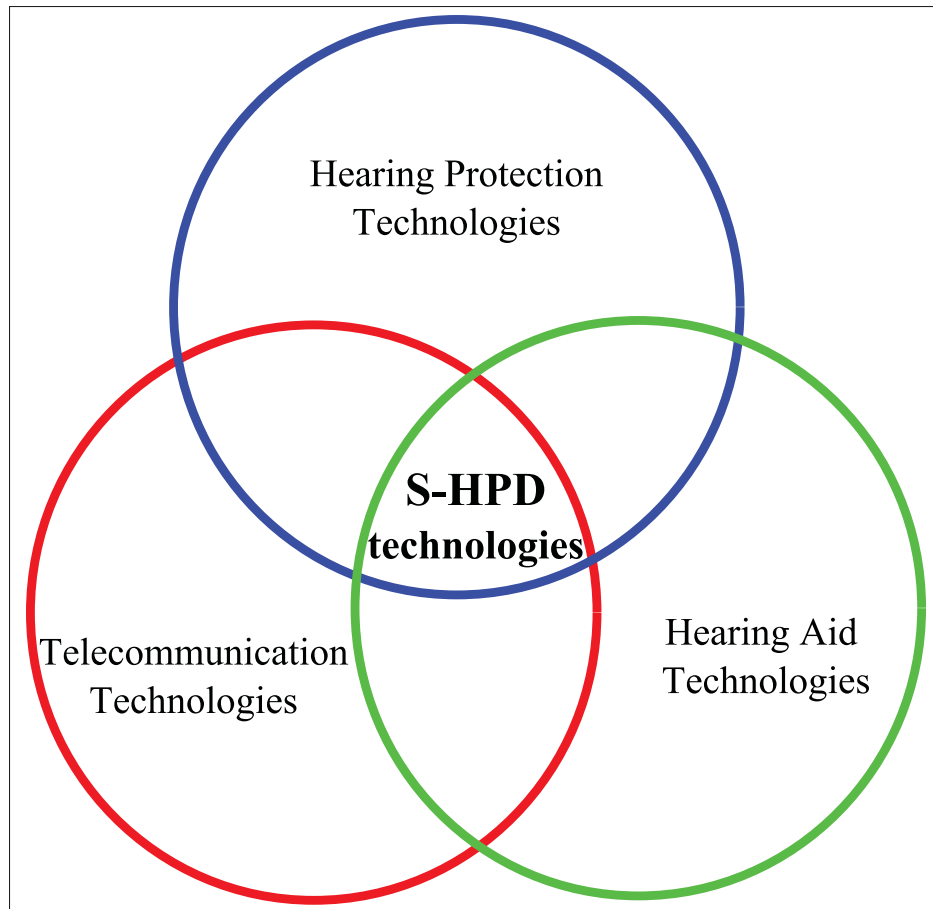 Hearing Protection
Technologies
S-HPD
technologies
Telecommunication
Technologies
Hearing Aid
Technologies